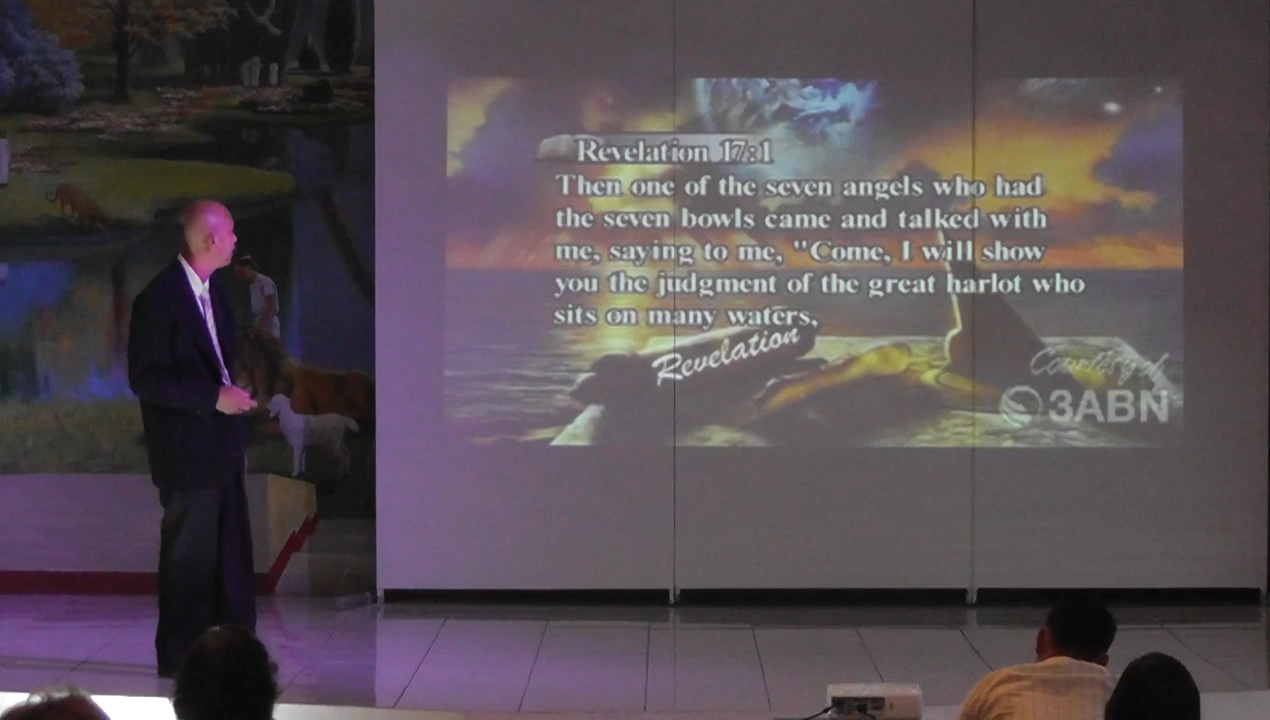 Revelation 17:1
Then one of the seven angels who had
the seven bowls came and talked with
me, saying to me, "Come, I will show
you the judgment of the great harlot who
sits on many waters,
Revelation
Courtesy of
3ABN